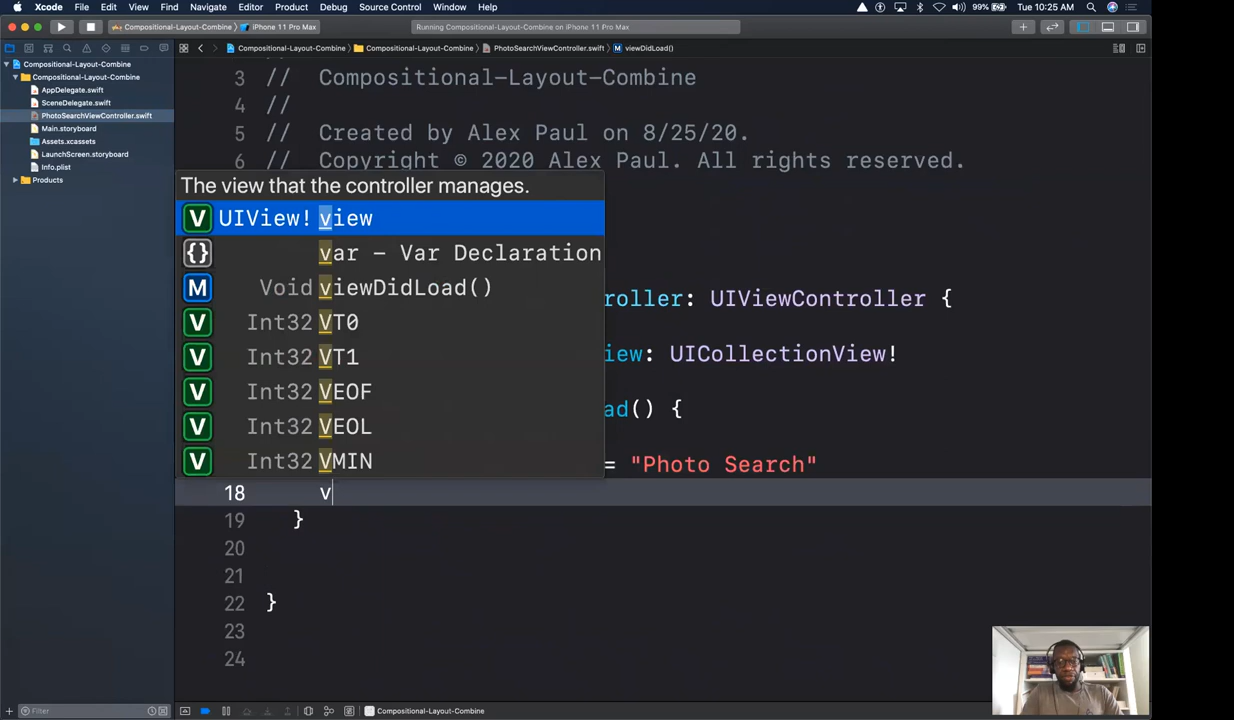 Xcode File Edit View Find Navigate Editor Product Debug Source Control Window Help 99% Tue 10:25 AM
Compositional-Layout-Combine iPhone 11 Pro Max Running Compositional-Layout-Combine on iPhone 11 Pro Max
Compositional-Layout-Combine Compositional-Layout-Combine PhotoSearchViewController.swift M viewDidLoad()
Compositional-Layout-Combine
Compositional-Layout-Combine
AppDelegate.swift
SceneDelegate.swift
PhotoSearchViewController.swift
Main.storyboard
Assets.xcassets
LaunchScreen.storyboard
Info.plist
Products
3 // Compositional-Layout-Combine
4 //
5 // Created by Alex Paul on 8/25/20.
6 // Copyright © 2020 Alex Paul. All rights reserved.
The view that the controller manages.
V UIView! view
{} var – Var Declaration
M Void viewDidLoad()
V Int32 VT0
V Int32 VT1
V Int32 VEOF
V Int32 VEOL
V Int32 VMIN
roller: UIViewController {
iew: UICollectionView!
ad() {
= "Photo Search"
18 v
19 }
20
21
22 }
23
24
Filter
Compositional-Layout-Combine